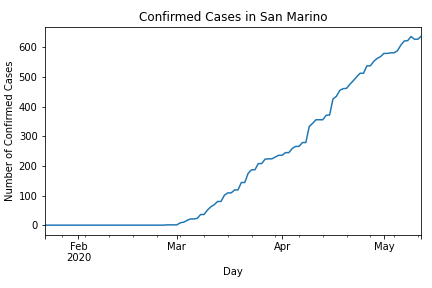 Confirmed Cases in San Marino
Number of Confirmed Cases
600
500
400
300
200
100
0
Feb
2020
Mar
Apr
May
Day